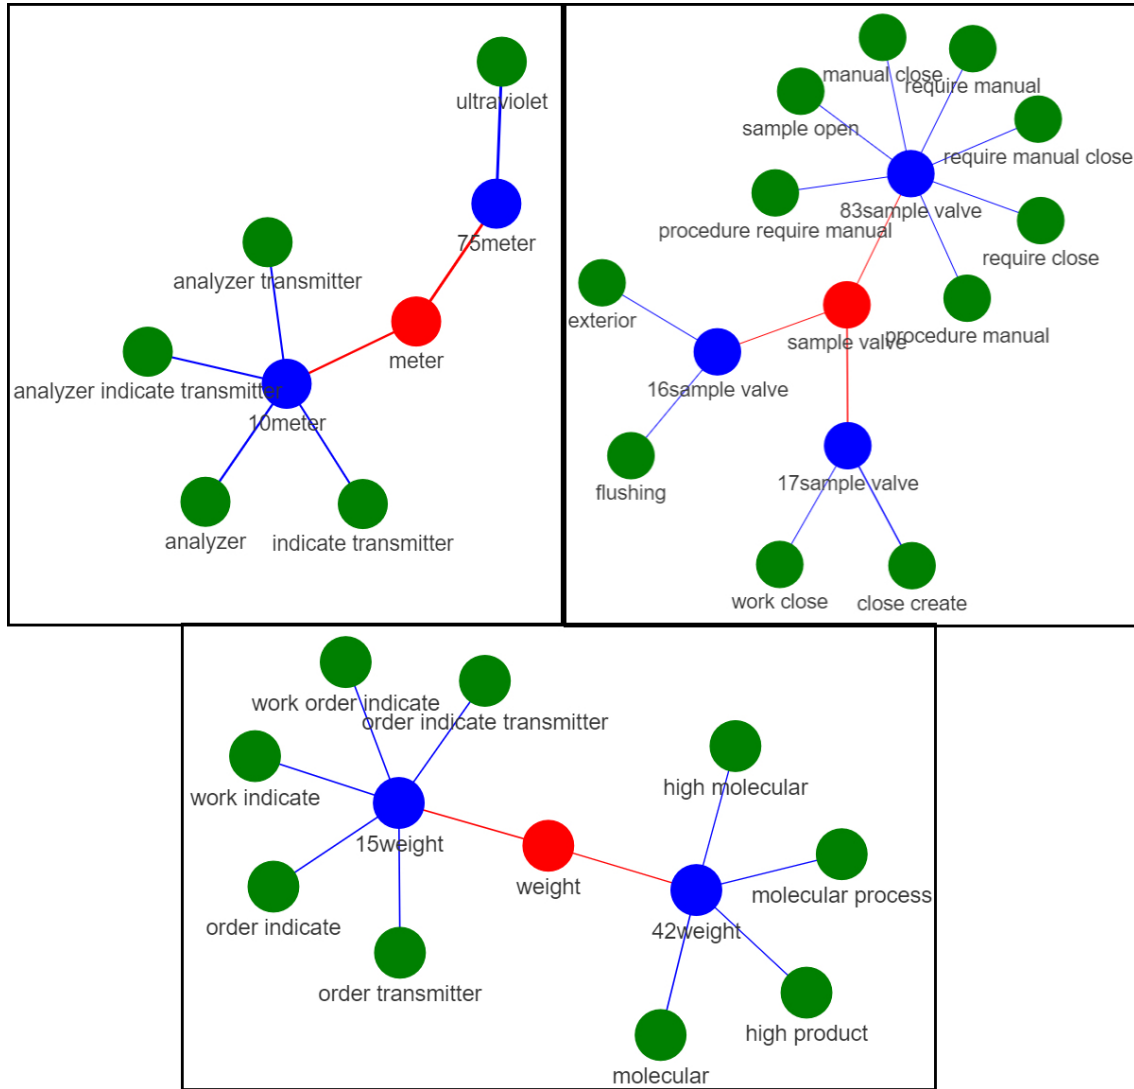 ultraviolet
75meter
analyzer transmitter
meter
analyzer indicate transmitter
10meter
analyzer
indicate transmitter
manual close
require manual
sample open
require manual close
83sample valve
procedure require manual
require close
exterior
sample valve
procedure manual
16sample valve
17sample valve
flushing
work close
close create
work order indicate
order indicate transmitter
work indicate
high molecular
15weight
weight
molecular process
order indicate
42weight
order transmitter
high product
molecular